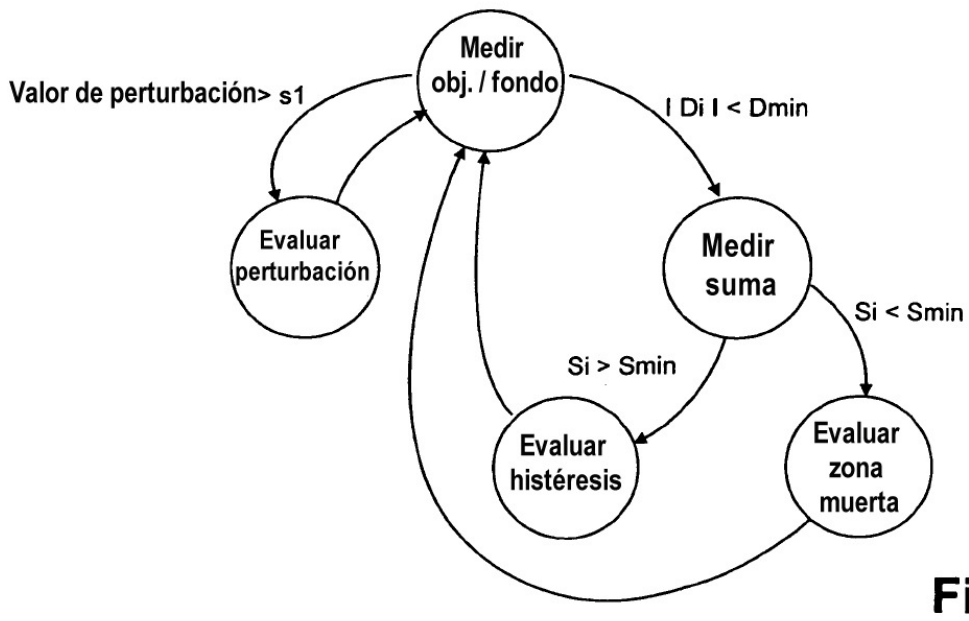 Medir
obj. / fondo
Valor de perturbación> s1
I Di I < Dmin
Evaluar
perturbación
Medir
suma
Si < Smin
Si > Smin
Evaluar
histéresis
Evaluar
zona
muerta
Fi